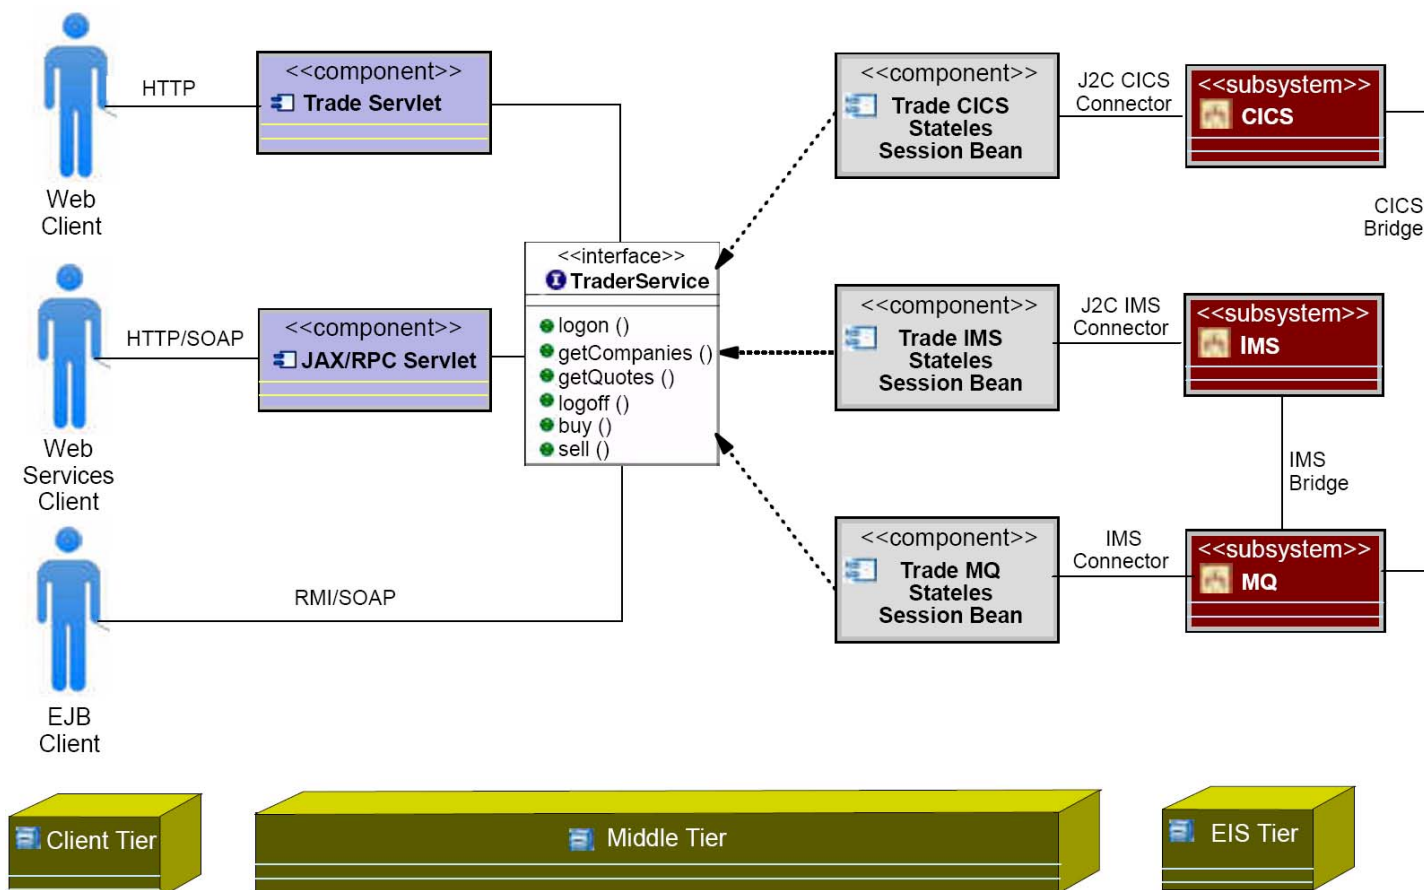 HTTP
<<component>>
Trade Servlet
Web
Client
<<component>>
Trade CICS
Stateles
Session Bean
J2C CICS
Connector
<<subsystem>>
CICS
CICS
Bridge
<<interface>>
I
TraderService
logon ()
getCompanies ()
getQuotes ()
logoff ()
buy ()
sell ()
HTTP/SOAP
<<component>>
JAX/RPC Servlet
Web
Services
Client
<<component>>
Trade IMS
Stateles
Session Bean
J2C IMS
Connector
<<subsystem>>
IMS
IMS
Bridge
RMI/SOAP
EJB
Client
<<component>>
Trade MQ
Stateles
Session Bean
IMS
Connector
<<subsystem>>
MQ
Client Tier
Middle Tier
EIS Tier